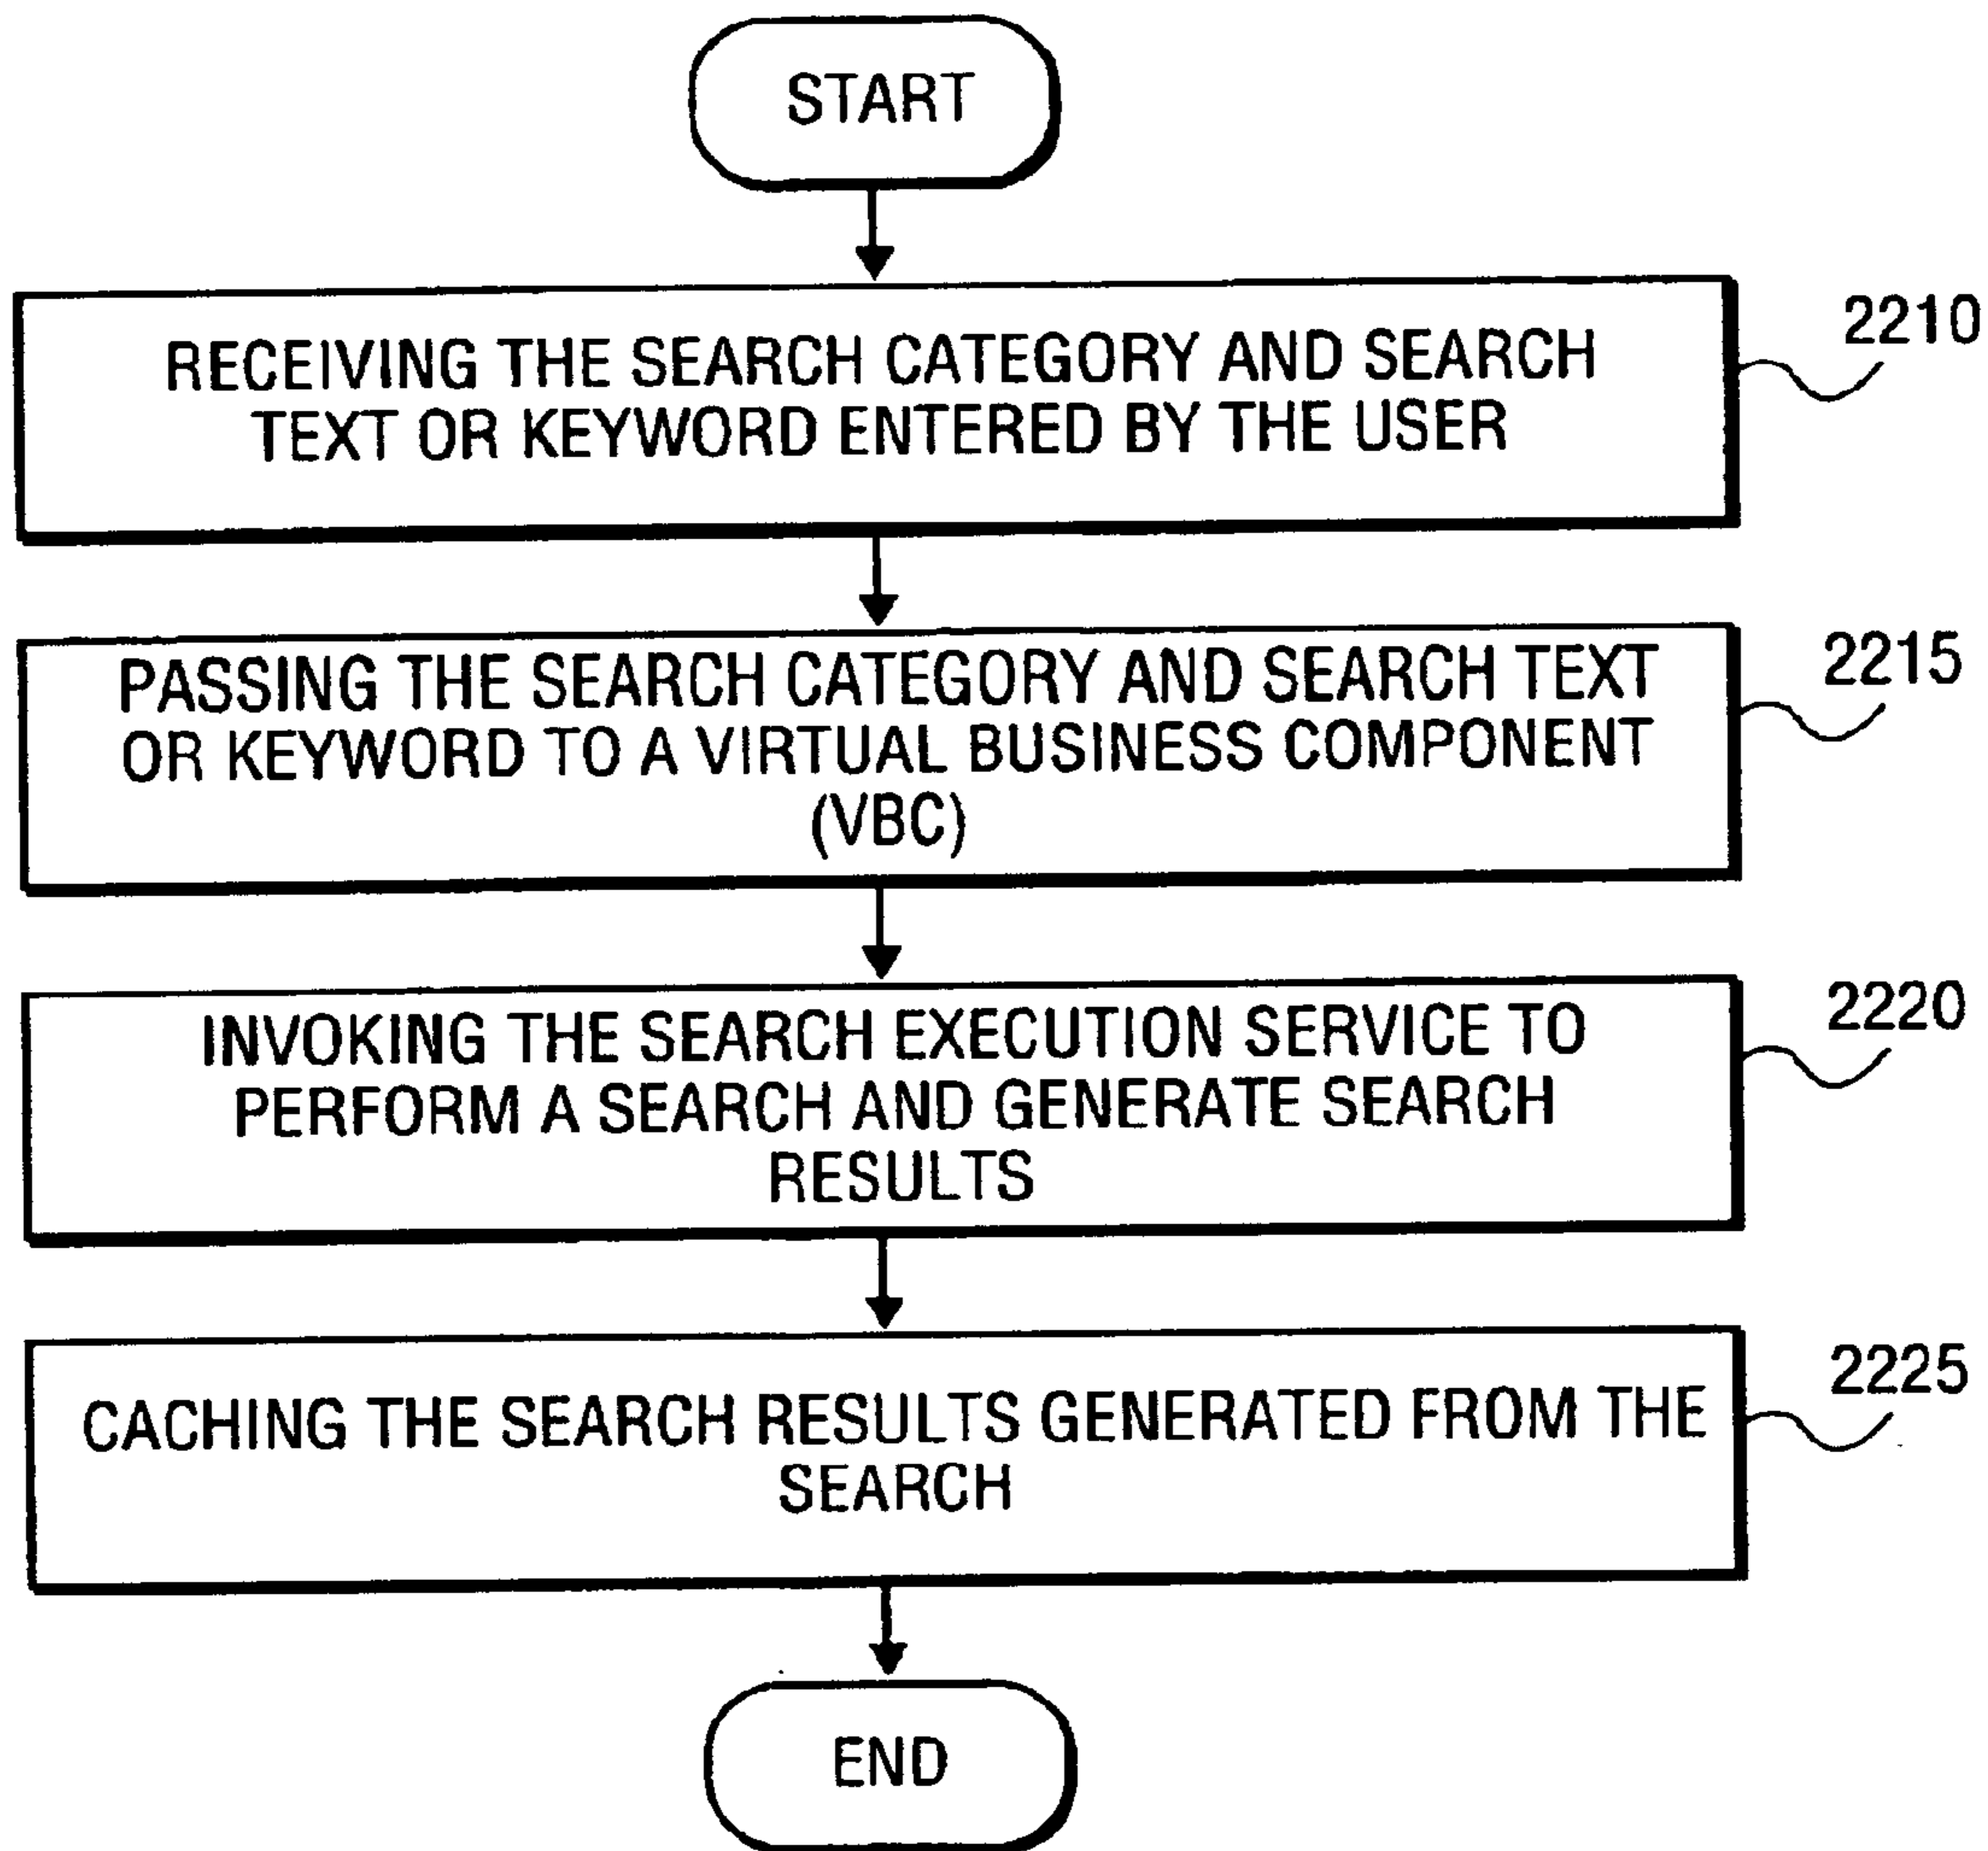 START
RECEIVING THE SEARCH CATEGORY AND SEARCH
TEXT OR KEYWORD ENTERED BY THE USER
2210
PASSING THE SEARCH CATEGORY AND SEARCH TEXT
OR KEYWORD TO A VIRTUAL BUSINESS COMPONENT
(VBC)
2215
INVOKING THE SEARCH EXECUTION SERVICE TO
PERFORM A SEARCH AND GENERATE SEARCH
RESULTS
2220
CACHING THE SEARCH RESULTS GENERATED FROM THE
SEARCH
2225
END